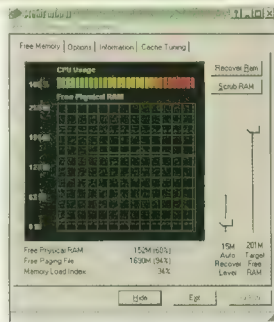 Free Memory Options Information Cache Tuning
CPU Usage
Free Physical RAM
Recover Ram
Scrub RAM
Free Physical RAM 152M (60%)
Free Paging File 1690M (94%)
Memory Load Index 34%
15M 201M
Auto Target
Recover Free
Level RAM
Hide Exit